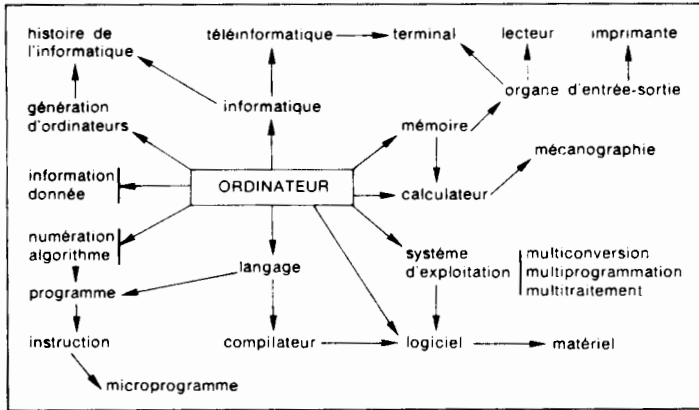 histoire de
l'informatique
téléinformatique
terminal
lecteur
imprimante
génération
d'ordinateurs
informatique
organe d'entrée-sortie
mémoire
mécanographie
information
donnée
ORDINATEUR
calculateur
numération
algorithme
langage
système
d'exploitation
multiconversion
multiprogrammation
multitraitement
programme
instruction
compilateur
logiciel
matériel
microprogramme